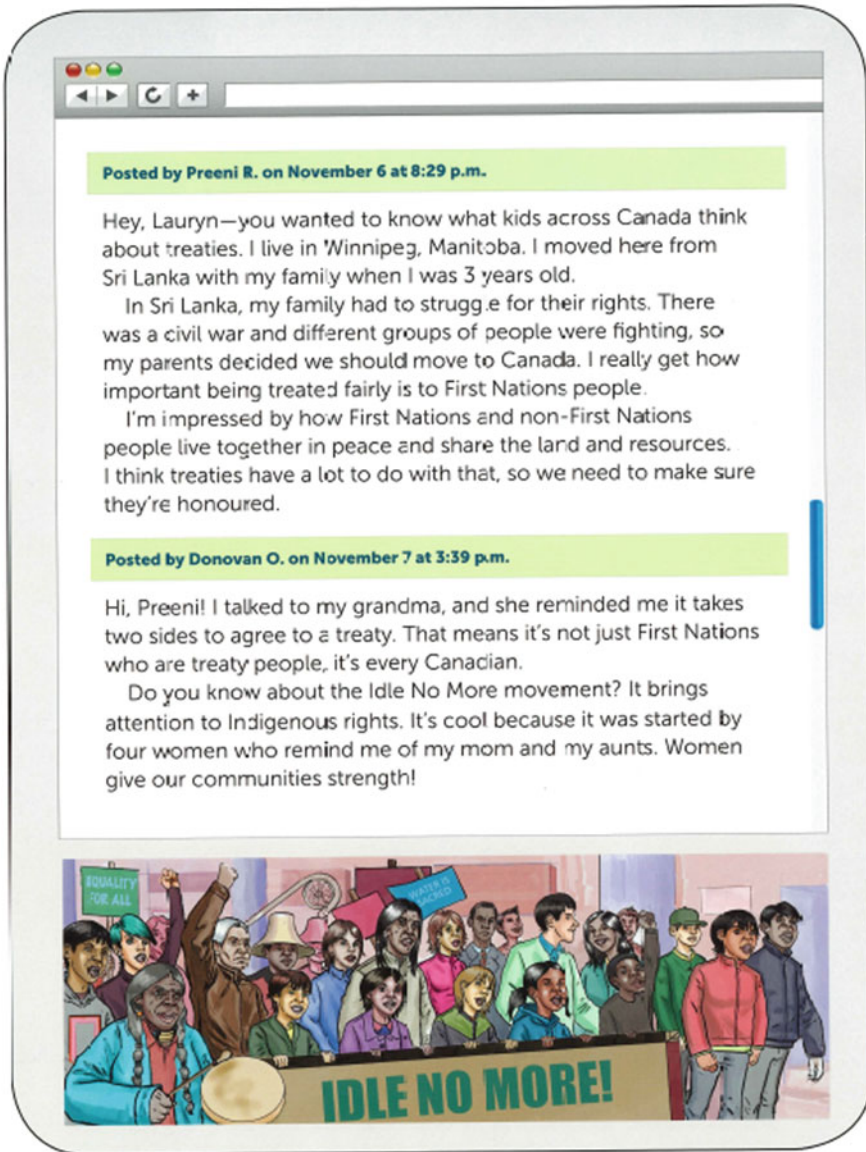 Posted by Preeni R. on November 6 at 8:29 p.m.
Hey, Lauryn—you wanted to know what kids across Canada think
about treaties. I live in Winnipeg, Manitoba. I moved here from
Sri Lanka with my family when I was 3 years old.
In Sri Lanka, my family had to struggle for their rights. There
was a civil war and different groups of people were fighting, so
my parents decided we should move to Canada. I really get how
important being treated fairly is to First Nations people.
I'm impressed by how First Nations and non-First Nations
people live together in peace and share the land and resources.
I think treaties have a lot to do with that, so we need to make sure
they're honoured.
Posted by Donovan O. on November 7 at 3:39 p.m.
Hi, Preeni! I talked to my grandma, and she reminded me it takes
two sides to agree to a treaty. That means it's not just First Nations
who are treaty people, it's every Canadian.
Do you know about the Idle No More movement? It brings
attention to Indigenous rights. It's cool because it was started by
four women who remind me of my mom and my aunts. Women
give our communities strength!
EQUALITY
FOR ALL
WATER IS
SACRED
IDLE NO MORE!